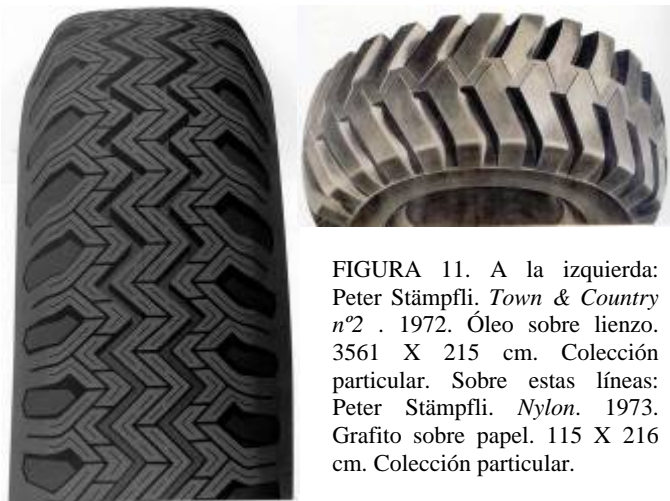 FIGURA 11. A la izquierda:
Peter Stämpfli. Town & Country
nº2 . 1972. Óleo sobre lienzo.
3561 X 215 cm. Colección
particular. Sobre estas líneas:
Peter Stämpfli. Nylon. 1973.
Grafito sobre papel. 115 X 216
cm. Colección particular.